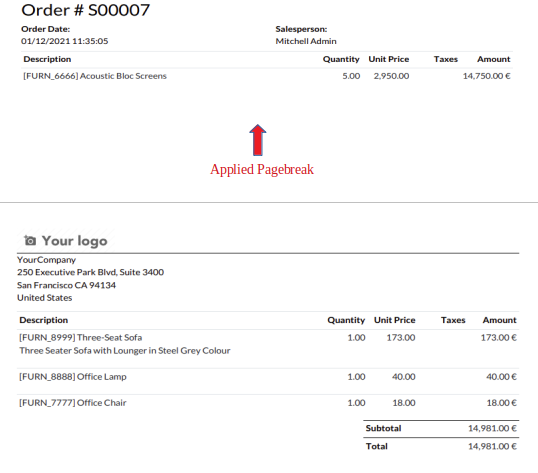 Order # S00007
Order Date: Salesperson:
01/12/2021 11:35:05 Mitchell Admin
Description Quantity Unit Price Taxes Amount
[FURN_6666] Acoustic Bloc Screens 5.00 2,950.00 14,750.00 €
Applied Pagebreak
Your logo
YourCompany
250 Executive Park Blvd, Suite 3400
San Francisco CA 94134
United States
Description Quantity Unit Price Taxes Amount
[FURN_8999] Three-Seat Sofa 1.00 173.00 173.00 €
Three Seater Sofa with Lounger in Steel Grey Colour
[FURN_8888] Office Lamp 1.00 40.00 40.00 €
[FURN_7777] Office Chair 1.00 18.00 18.00 €
Subtotal 14,981.00 €
Total 14,981.00 €